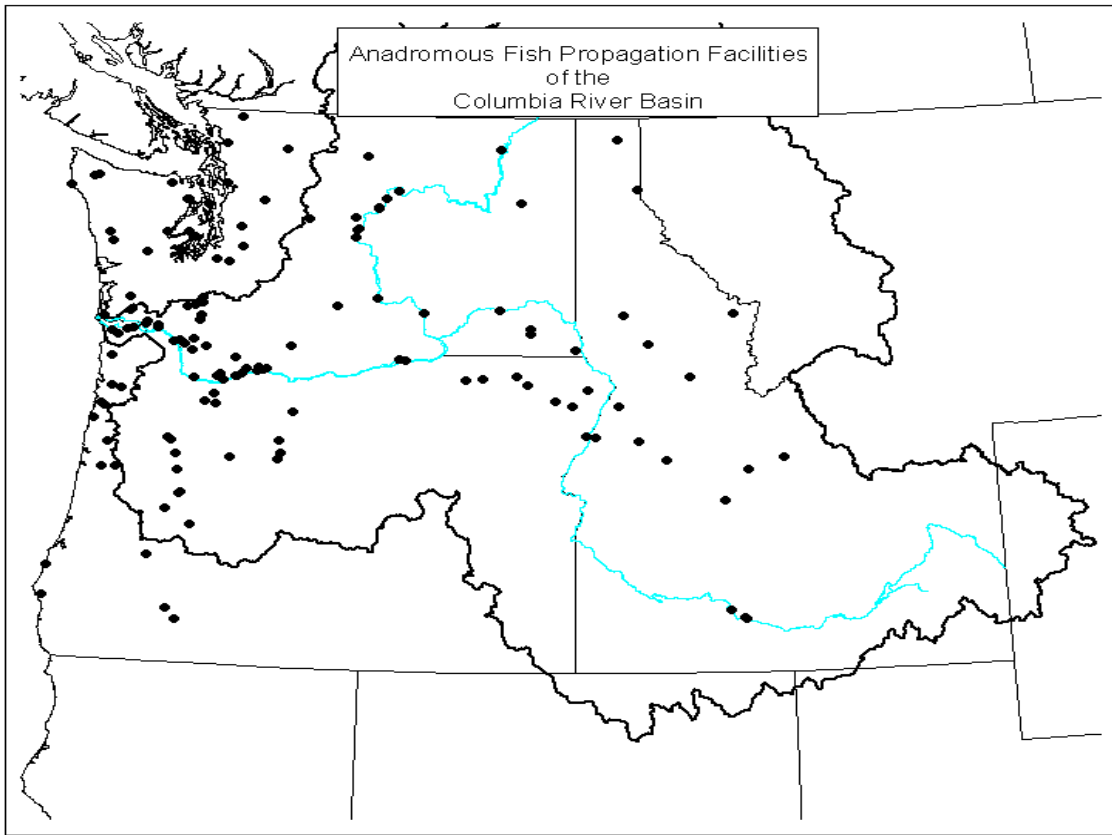 Anadromous Fish Propagation Facilities
of the
Columbia River Basin